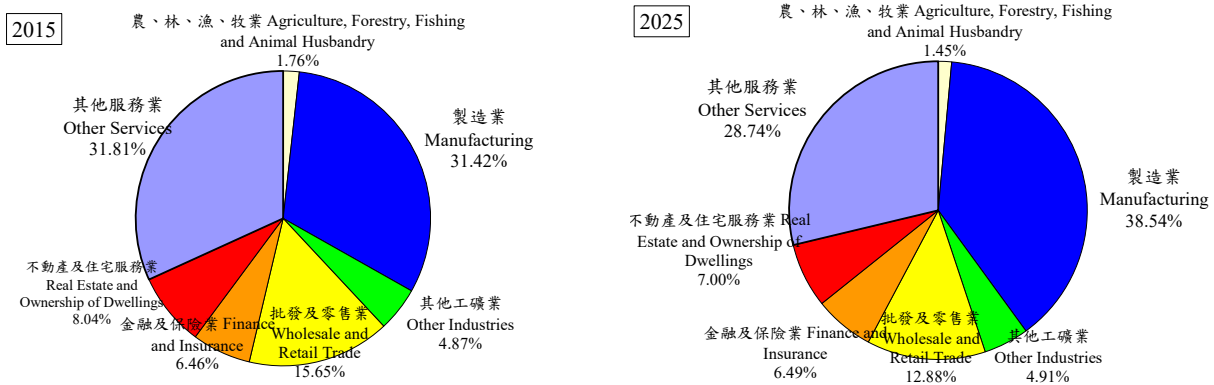 2015
農、林、漁、牧業 Agriculture, Forestry, Fishing
and Animal Husbandry
1.76%
製造業
Manufacturing
31.42%
其他工礦業
Other Industries
4.87%
批發及零售業
Wholesale and
Retail Trade
15.65%
金融及保險業 Finance
and Insurance
6.46%
不動產及住宅服務業
Real Estate and
Ownership of Dwellings
8.04%
其他服務業
Other Services
31.81%
2025
農、林、漁、牧業 Agriculture, Forestry, Fishing
and Animal Husbandry
1.45%
製造業
Manufacturing
38.54%
其他工礦業
Other Industries
4.91%
批發及零售業
Wholesale and
Retail Trade
12.88%
金融及保險業 Finance and
Insurance
6.49%
不動產及住宅服務業 Real
Estate and Ownership of
Dwellings
7.00%
其他服務業
Other Services
28.74%